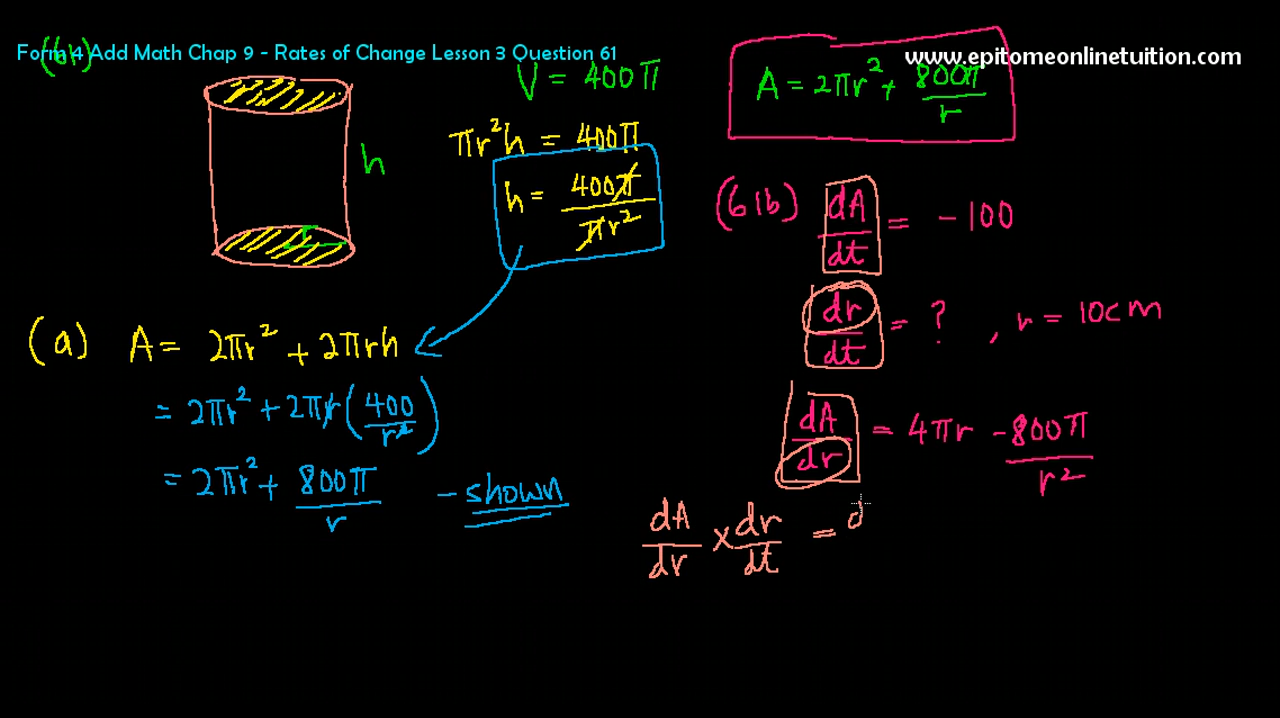 Form 4 Add Math Chap 9 - Rates of Change Lesson 3 Question 61
www.epitomeonlinetuition.com
h
V = 400π
πr²h = 400π
h = 400π / πr²
(a) A = 2πr² + 2πrh
= 2πr² + 2πr(400 / r²)
= 2πr² + 800π / r - shown
A = 2πr² + 800π / r
(61b) dA/dt = -100
dr/dt = ? , r = 10cm
dA/dr = 4πr - 800π / r²
dA/dr × dr/dt = d